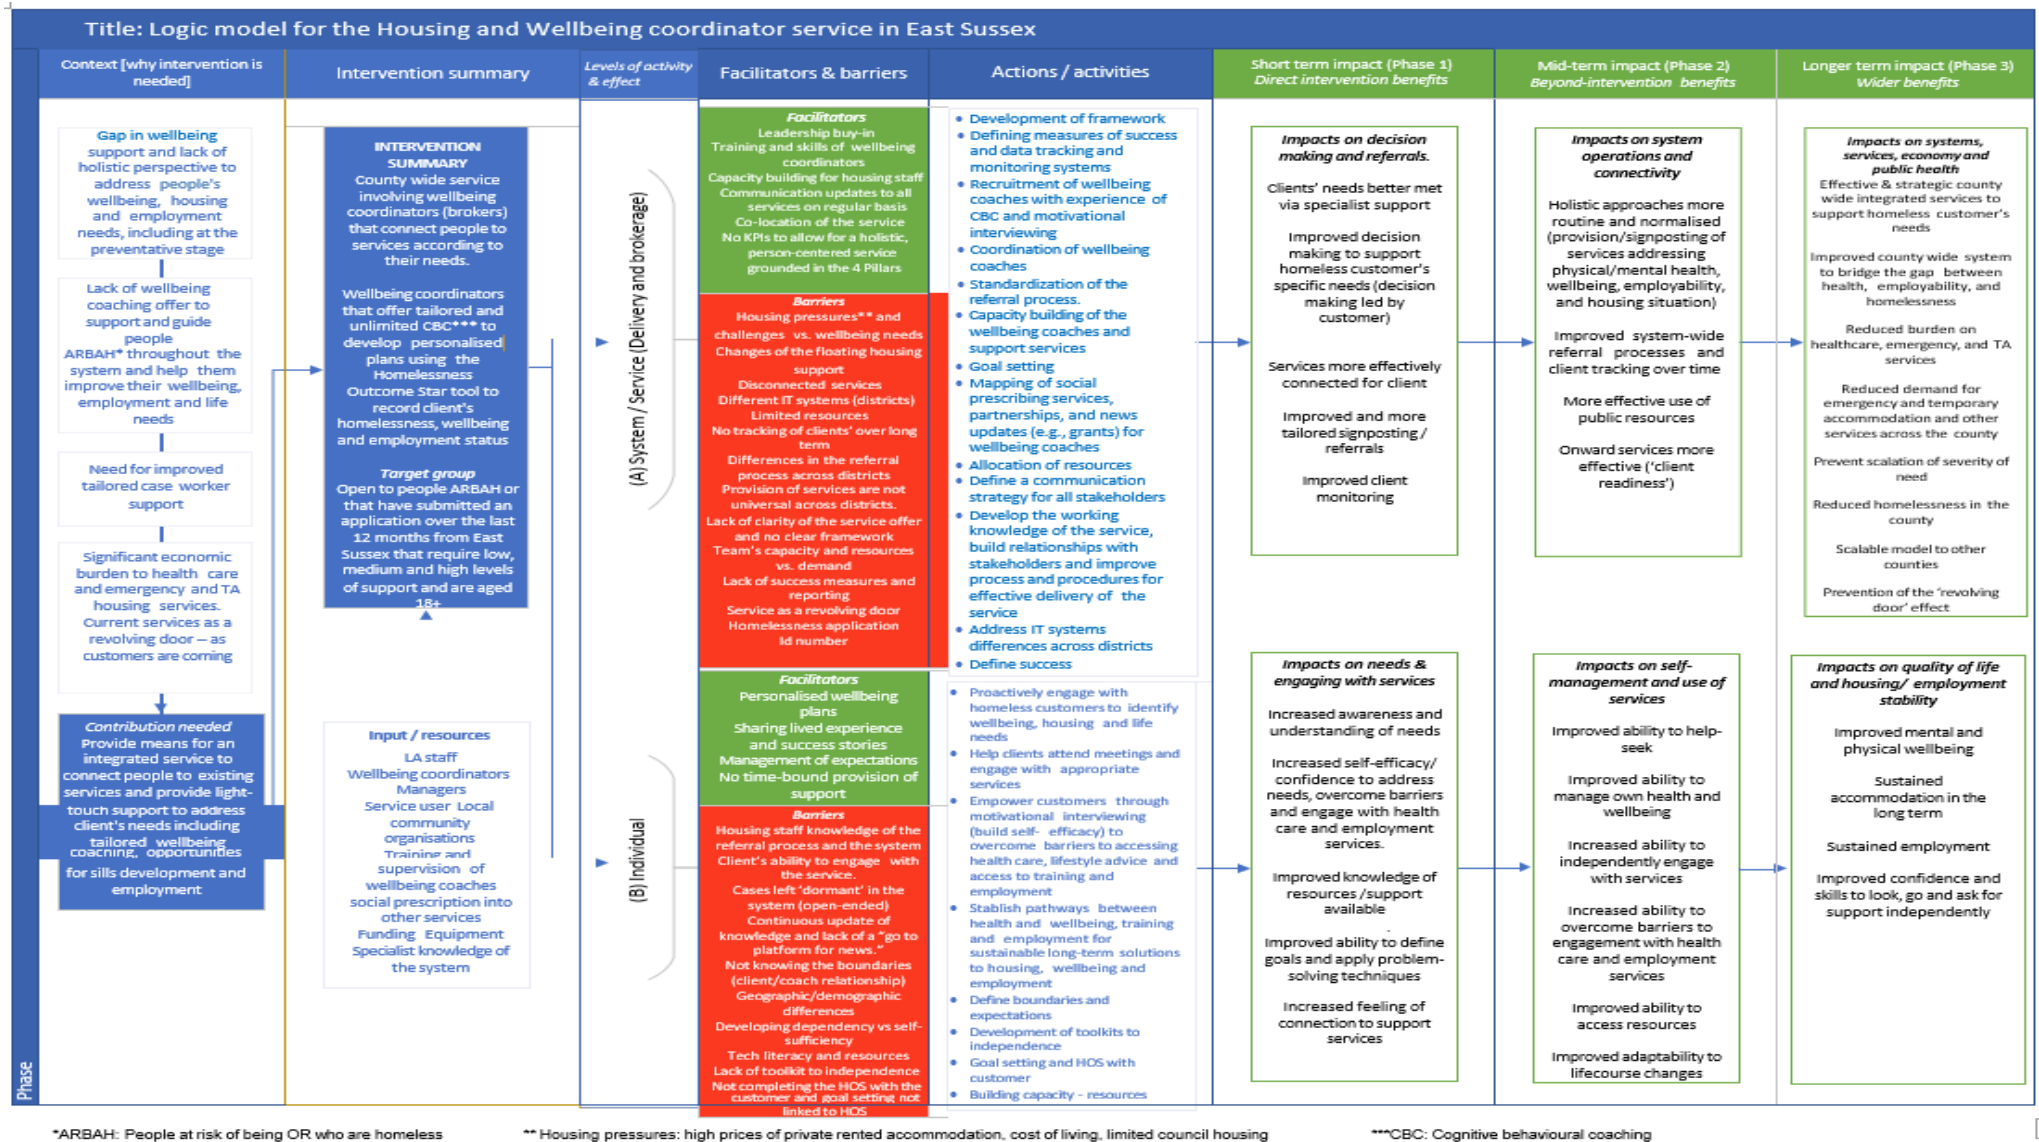 Title: Logic model for the Housing and Wellbeing coordinator service in East Sussex
Context [why intervention is
needed]
Intervention summary
Levels of activity
& effect
Facilitators & barriers
Actions / activities
Short term impact (Phase 1)
Direct intervention benefits
Mid-term impact (Phase 2)
Beyond-intervention benefits
Longer term impact (Phase 3)
Wider benefits
Gap in wellbeing
support and lack of
holistic perspective to
address people's
wellbeing, housing
and employment
needs, including at the
preventative stage
Lack of wellbeing
coaching offer to
support and guide
people
ARBAH* throughout the
system and help them
improve their wellbeing,
employment and life
needs
Need for improved
tailored case worker
support
Significant economic
burden to health care
and emergency and TA
housing services.
Current services as a
revolving door – as
customers are coming
Contribution needed
Provide means for an
integrated service to
connect people to existing
services and provide light-
touch support to address
client's needs including
tailored wellbeing
coaching, opportunities
for sills development and
employment
INTERVENTION
SUMMARY
County wide service
involving wellbeing
coordinators (brokers)
that connect people to
services according to
their needs.
Wellbeing coordinators
that offer tailored and
unlimited CBC*** to
develop personalised
plans using the
Homelessness
Outcome Star tool to
record client's
homelessness, wellbeing
and employment status
Target group
Open to people ARBAH or
that have submitted an
application over the last
12 months from East
Sussex that require low,
medium and high levels
of support and are aged
18+
Input / resources
LA staff
Wellbeing coordinators
Managers
Service user Local
community
organisations
Training and
supervision of
wellbeing coaches
social prescription into
other services
Funding Equipment
Specialist knowledge of
the system
(A) System / Service (Delivery and brokerage)
(B) Individual
Facilitators
Leadership buy-in
Training and skills of wellbeing
coordinators
Capacity building for housing staff
Communication updates to all
services on regular basis
Co-location of the service
No KPIs to allow for a holistic,
person-centered service
grounded in the 4 Pillars
Barriers
Housing pressures** and
challenges vs. wellbeing needs
Changes of the floating housing
support
Disconnected services
Different IT systems (districts)
Limited resources
No tracking of clients' over long
term
Differences in the referral
process across districts
Provision of services are not
universal across districts.
Lack of clarity of the service offer
and no clear framework
Team's capacity and resources
vs. demand
Lack of success measures and
reporting
Service as a revolving door
Homelessness application
Id number
Facilitators
Personalised wellbeing
plans
Sharing lived experience
and success stories
Management of expectations
No time-bound provision of
support
Barriers
Housing staff knowledge of the
referral process and the system
Client's ability to engage with
the service.
Cases left 'dormant' in the
system (open-ended)
Continuous update of
knowledge and lack of a "go to
platform for news."
Not knowing the boundaries
(client/coach relationship)
Geographic/demographic
differences
Developing dependency vs self-
sufficiency
Tech literacy and resources
Lack of toolkit to independence
Not completing the HOS with the
customer and goal setting not
linked to HOS
• Development of framework
• Defining measures of success
and data tracking and
monitoring systems
• Recruitment of wellbeing
coaches with experience of
CBC and motivational
interviewing
• Coordination of wellbeing
coaches
• Standardization of the
referral process.
• Capacity building of the
wellbeing coaches and
support services
• Goal setting
• Mapping of social
prescribing services,
partnerships, and news
updates (e.g., grants) for
wellbeing coaches
• Allocation of resources
• Define a communication
strategy for all stakeholders
• Develop the working
knowledge of the service,
build relationships with
stakeholders and improve
process and procedures for
effective delivery of the
service
• Address IT systems
differences across districts
• Define success
• Proactively engage with
homeless customers to identify
wellbeing, housing and life
needs
• Help clients attend meetings and
engage with appropriate
services
• Empower customers through
motivational interviewing
(build self- efficacy) to
overcome barriers to accessing
health care, lifestyle advice and
access to training and
employment
• Stablish pathways between
health and wellbeing, training
and employment for
sustainable long-term solutions
to housing, wellbeing and
employment
• Define boundaries and
expectations
• Development of toolkits to
independence
• Goal setting and HOS with
customer
• Building capacity - resources
Impacts on decision
making and referrals.
Clients' needs better met
via specialist support
Improved decision
making to support
homeless customer's
specific needs (decision
making led by
customer)
Services more effectively
connected for client
Improved and more
tailored signposting /
referrals
Improved client
monitoring
Impacts on needs &
engaging with services
Increased awareness and
understanding of needs
Increased self-efficacy/
confidence to address
needs, overcome barriers
and engage with health
care and employment
services.
Improved knowledge of
resources /support
available
Improved ability to define
goals and apply problem-
solving techniques
Increased feeling of
connection to support
services
Impacts on system
operations and
connectivity
Holistic approaches more
routine and normalised
(provision/signposting of
services addressing
physical/mental health,
wellbeing, employability,
and housing situation)
Improved system-wide
referral processes and
client tracking over time
More effective use of
public resources
Onward services more
effective ('client
readiness')
Impacts on self-
management and use of
services
Improved ability to help-
seek
Improved ability to
manage own health and
wellbeing
Increased ability to
independently engage
with services
Increased ability to
overcome barriers to
engagement with health
care and employment
services
Improved ability to
access resources
Improved adaptability to
lifecourse changes
Impacts on systems,
services, economy and
public health
Effective & strategic county
wide integrated services to
support homeless customer's
needs
Improved county wide system
to bridge the gap between
health, employability, and
homelessness
Reduced burden on
healthcare, emergency, and TA
services
Reduced demand for
emergency and temporary
accommodation and other
services across the county
Prevent scalation of severity of
need
Reduced homelessness in the
county
Scalable model to other
counties
Prevention of the 'revolving
door' effect
Impacts on quality of life
and housing/ employment
stability
Improved mental and
physical wellbeing
Sustained
accommodation in the
long term
Sustained employment
Improved confidence and
skills to look, go and ask for
support independently
Phase
*ARBAH: People at risk of being OR who are homeless
** Housing pressures: high prices of private rented accommodation, cost of living, limited council housing
***CBC: Cognitive behavioural coaching